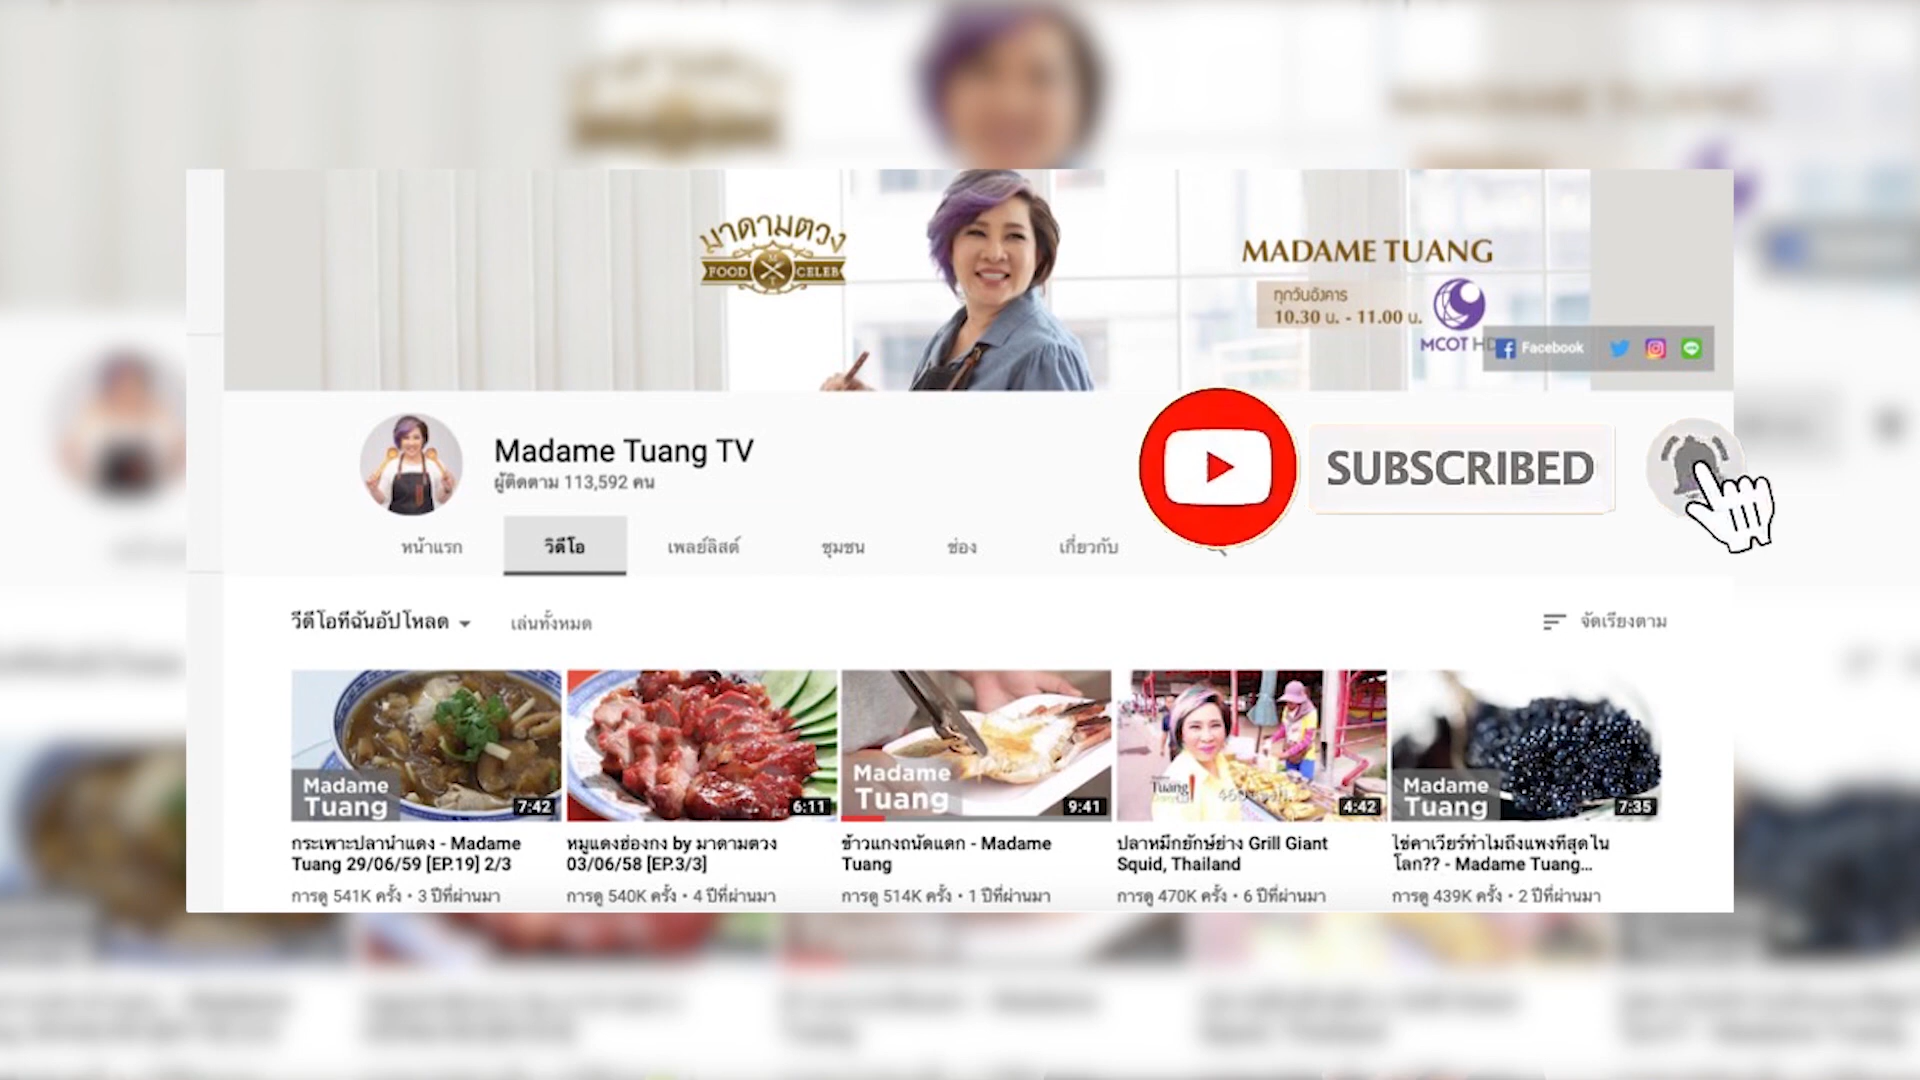 มาดามตวง
FOOD CELEB
MADAME TUANG
ทุกวันอังคาร
10.30 น. - 11.00 น.
MCOT HD
Facebook
Madame Tuang TV
ผู้ติดตาม 113,592 คน
SUBSCRIBED
หน้าแรก
วิดีโอ
เพลย์ลิสต์
ชุมชน
ช่อง
เกี่ยวกับ
วิดีโอที่ฉันอัปโหลด
เล่นทั้งหมด
จัดเรียงตาม
Madame
Tuang
7:42
6:11
Madame
Tuang
9:41
Tuang
4:42
Madame
Tuang
7:35
กระเพาะปลาน้ำแดง - Madame
Tuang 29/06/59 [EP.19] 2/3
การดู 541K ครั้ง • 3 ปีที่ผ่านมา
หมูแดงฮ่องกง by มาดามตวง
03/06/58 [EP.3/3]
การดู 540K ครั้ง • 4 ปีที่ผ่านมา
ข้าวแกงถนัดแดก - Madame
Tuang
การดู 514K ครั้ง • 1 ปีที่ผ่านมา
ปลาหมึกยักษ์ย่าง Grill Giant
Squid, Thailand
การดู 470K ครั้ง • 6 ปีที่ผ่านมา
ไข่คาเวียร์ทำไมถึงแพงที่สุดใน
โลก?? - Madame Tuang...
การดู 439K ครั้ง • 2 ปีที่ผ่านมา